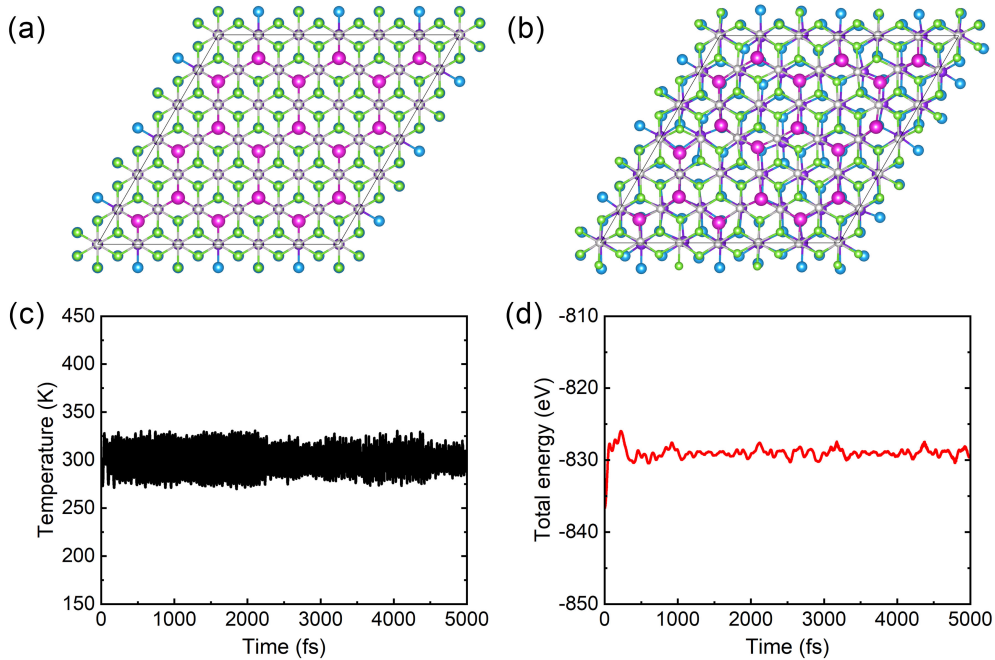 (a)
(b)
(c)
450
400
350
300
250
200
150
Temperature (K)
0 1000 2000 3000 4000 5000
Time (fs)
(d)
-810
-820
-830
-840
-850
Total energy (eV)
0 1000 2000 3000 4000 5000
Time (fs)